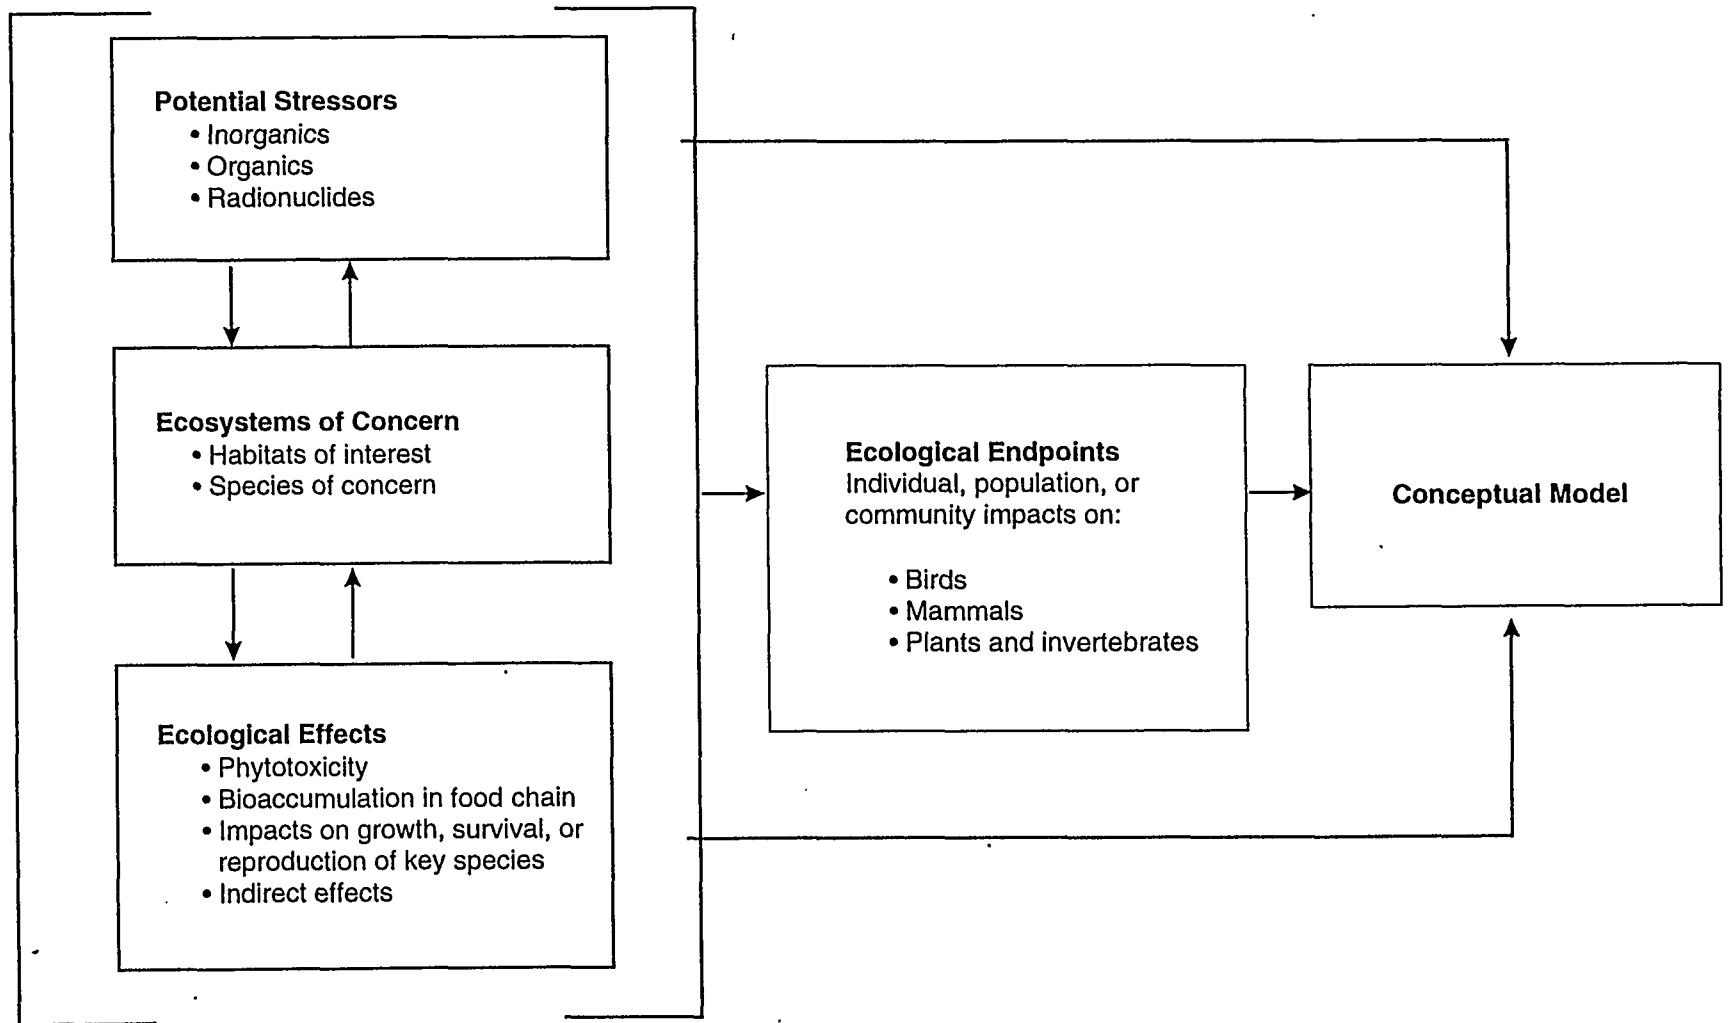 Potential Stressors
• Inorganics
• Organics
• Radionuclides
Ecosystems of Concern
• Habitats of interest
• Species of concern
Ecological Effects
• Phytotoxicity
• Bioaccumulation in food chain
• Impacts on growth, survival, or
reproduction of key species
• Indirect effects
Ecological Endpoints
Individual, population, or
community impacts on:
• Birds
• Mammals
• Plants and invertebrates
Conceptual Model